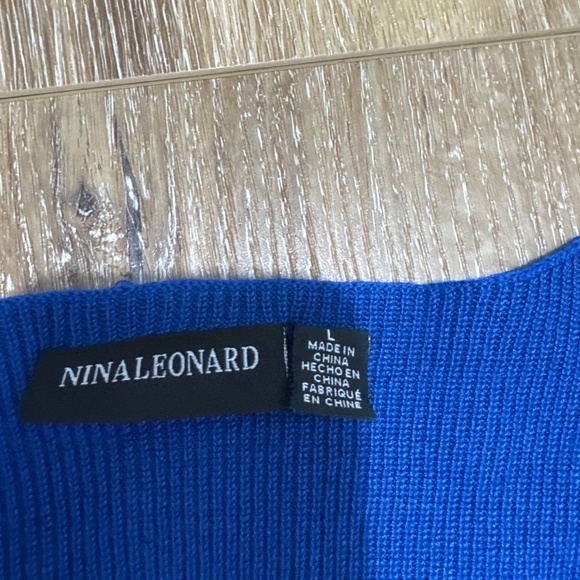 NINALEONARD
L
MADE IN
CHINA
HECHO EN
CHINA
FABRIQUÉ
EN CHINE